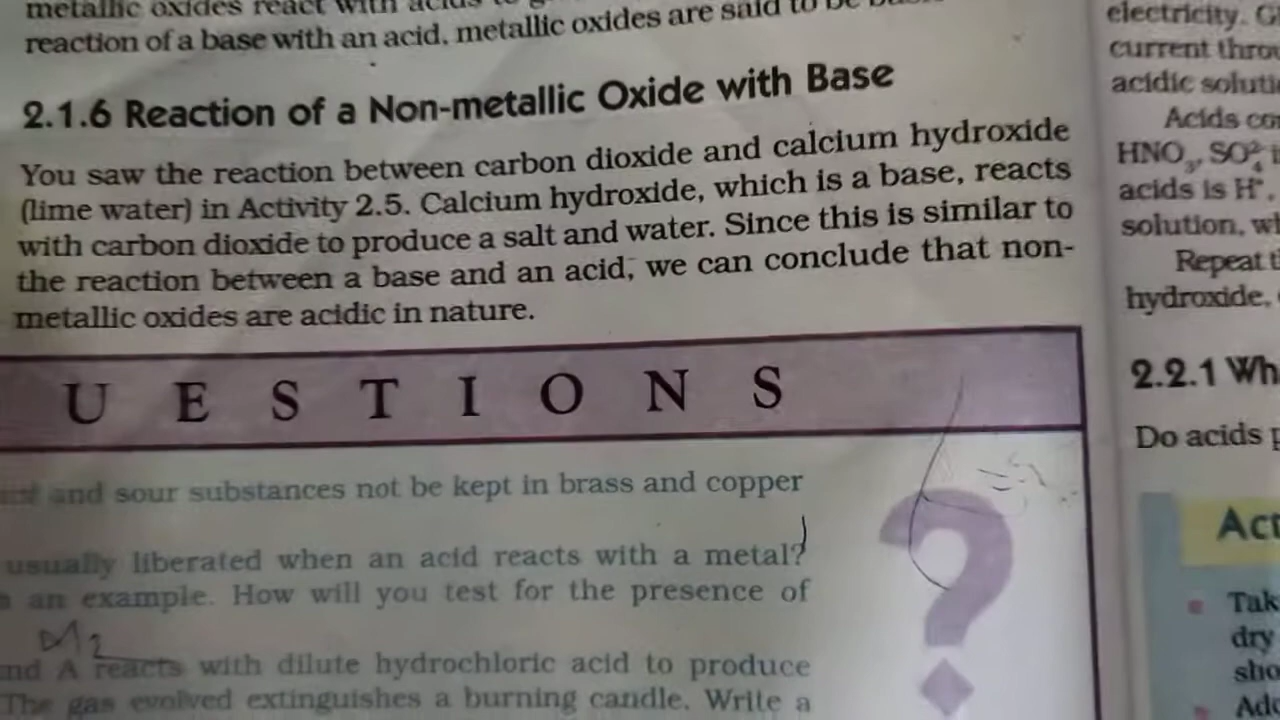 metallic oxides react with acids to
reaction of a base with an acid, metallic oxides are said to be
2.1.6 Reaction of a Non-metallic Oxide with Base
You saw the reaction between carbon dioxide and calcium hydroxide
(lime water) in Activity 2.5. Calcium hydroxide, which is a base, reacts
with carbon dioxide to produce a salt and water. Since this is similar to
the reaction between a base and an acid, we can conclude that non-
metallic oxides are acidic in nature.
U E S T I O N S
and sour substances not be kept in brass and copper
usually liberated when an acid reacts with a metal?
an example. How will you test for the presence of
nd A reacts with dilute hydrochloric acid to produce
The gas evolved extinguishes a burning candle. Write a
?
electricity. G
current throu
acidic soluti
Acids co
HNO₃, SO₄²⁻ i
acids is H⁺,
solution, wh
Repeat t
hydroxide,
2.2.1 Wh
Do acids p
Act
Tak
dry
sho
Add